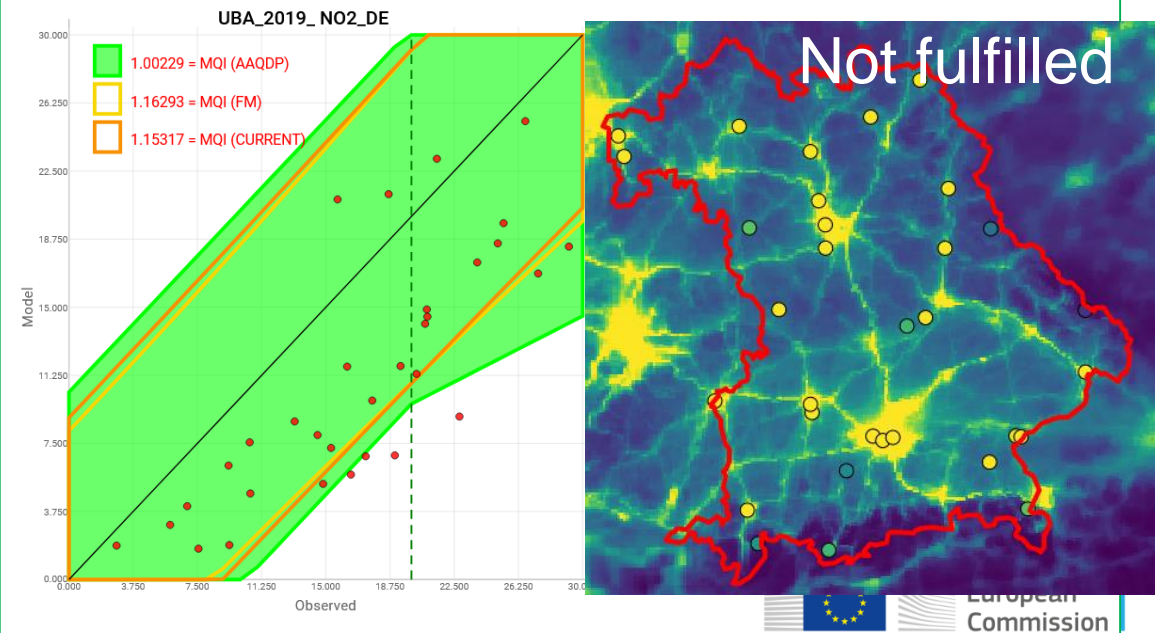 UBA_2019_ NO2_DE
Not fulfilled
1.00229 = MQI (AAQDP)
1.16293 = MQI (FM)
1.15317 = MQI (CURRENT)
30.000
26.250
22.500
18.750
15.000
11.250
7.500
3.750
0.000
Model
0.000
3.750
7.500
11.250
15.000
18.750
22.500
26.250
30.0
Observed
European
Commission